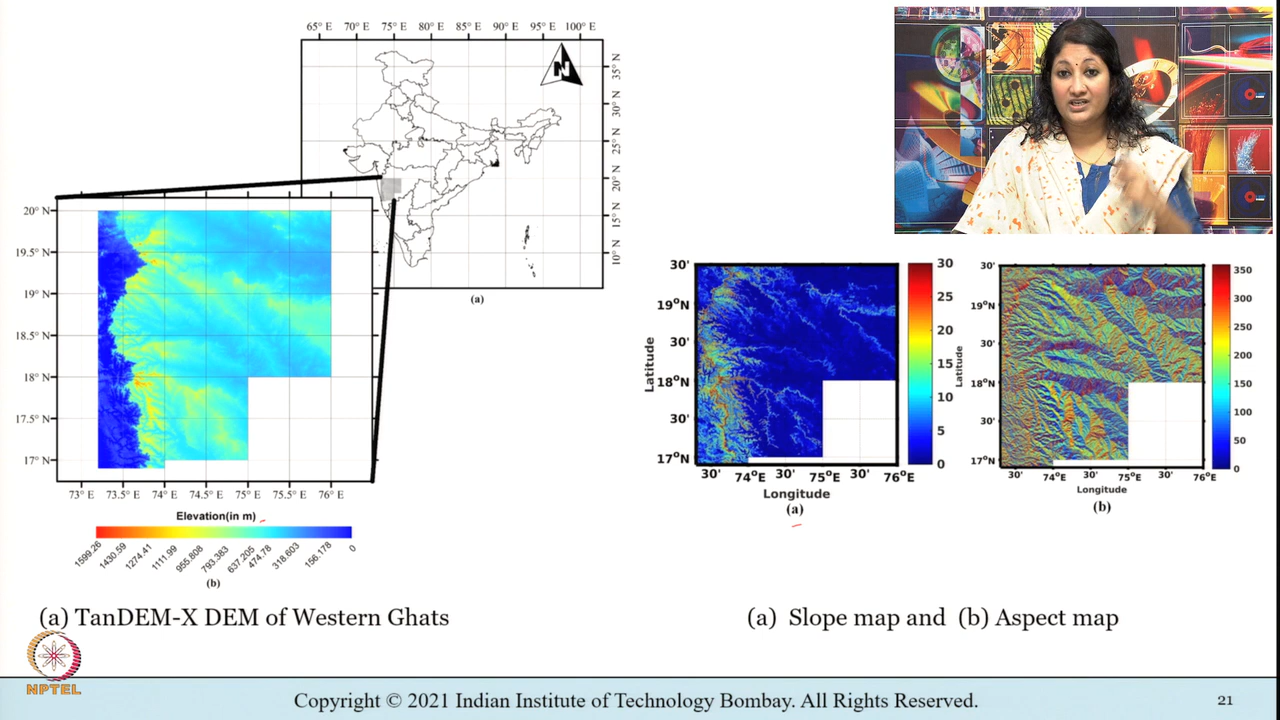 65° E 70° E 75° E 80° E 85° E 90° E 95° E 100° E
N
35° N
30° N
25° N
20° N
15° N
10° N
(a)
20° N
19.5° N
19° N
18.5° N
18° N
17.5° N
17° N
73° E 73.5° E 74° E 74.5° E 75° E 75.5° E 76° E
Elevation(in m)
1599.26 1430.59 1274.41 1111.99 955.808 793.383 637.205 474.78 318.603 156.178 0
(b)
(a) TanDEM-X DEM of Western Ghats
Latitude
30'
19°N
30'
18°N
30'
17°N
30' 74°E 30' 75°E 30' 76°E
Longitude
(a)
30
25
20
15
10
5
0
Latitude
30'
19°N
30'
18°N
30'
17°N
30' 74°E 30' 75°E 30' 76°E
Longitude
(b)
350
300
250
200
150
100
50
0
(a) Slope map and (b) Aspect map
NPTEL
Copyright © 2021 Indian Institute of Technology Bombay. All Rights Reserved.
21